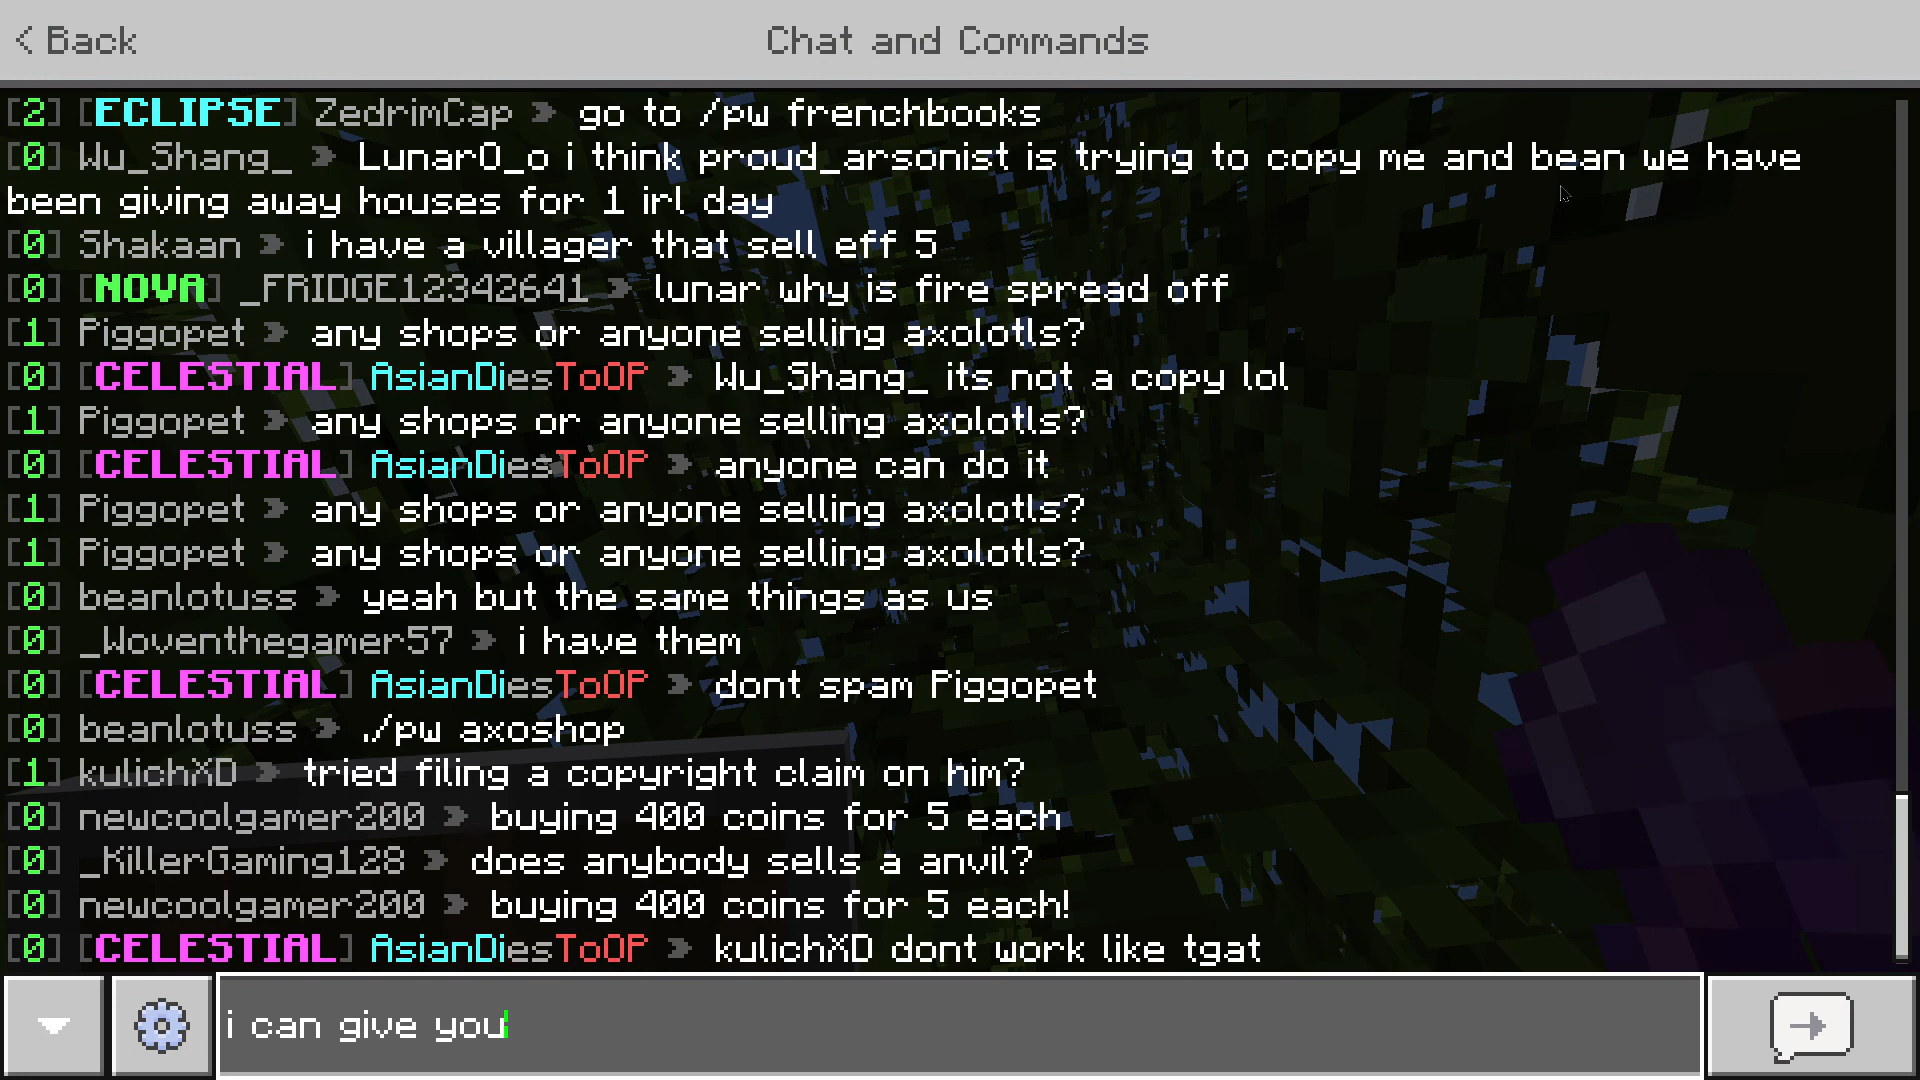 < Back
Chat and Commands
[2] [ECLIPSE] ZedrimCap » go to /pw frenchbooks
[0] Wu_Shang_ » LunarO_o i think proud_arsonist is trying to copy me and bean we have
been giving away houses for 1 irl day
[0] Shakaan » i have a villager that sell eff 5
[0] [NOVA] _FRIDGE12342641 » lunar why is fire spread off
[1] Piggopet » any shops or anyone selling axolotls?
[0] [CELESTIAL] AsianDiesToOP » Wu_Shang_ its not a copy lol
[1] Piggopet » any shops or anyone selling axolotls?
[0] [CELESTIAL] AsianDiesToOP » anyone can do it
[1] Piggopet » any shops or anyone selling axolotls?
[1] Piggopet » any shops or anyone selling axolotls?
[0] beanlotuss » yeah but the same things as us
[0] _Woventhegamer57 » i have them
[0] [CELESTIAL] AsianDiesToOP » dont spam Piggopet
[0] beanlotuss » ./pw axoshop
[1] kulichXD » tried filing a copyright claim on him?
[0] newcoolgamer200 » buying 400 coins for 5 each
[0] _KillerGaming128 » does anybody sells a anvil?
[0] newcoolgamer200 » buying 400 coins for 5 each!
[0] [CELESTIAL] AsianDiesToOP » kulichXD dont work like tgat
i can give you